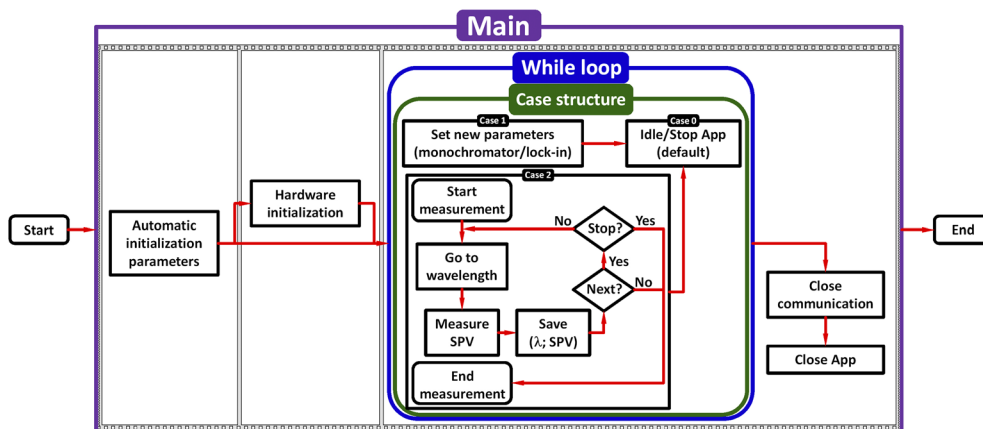 Main
While loop
Case structure
Case 1
Set new parameters
(monochromator/lock-in)
Case 0
Idle/Stop App
(default)
Case 2
Start
measurement
No
Stop?
Yes
Go to
wavelength
Yes
Next?
No
Measure
SPV
Save
(λ; SPV)
End
measurement
Start
Automatic
initialization
parameters
Hardware
initialization
Close
communication
Close App
End